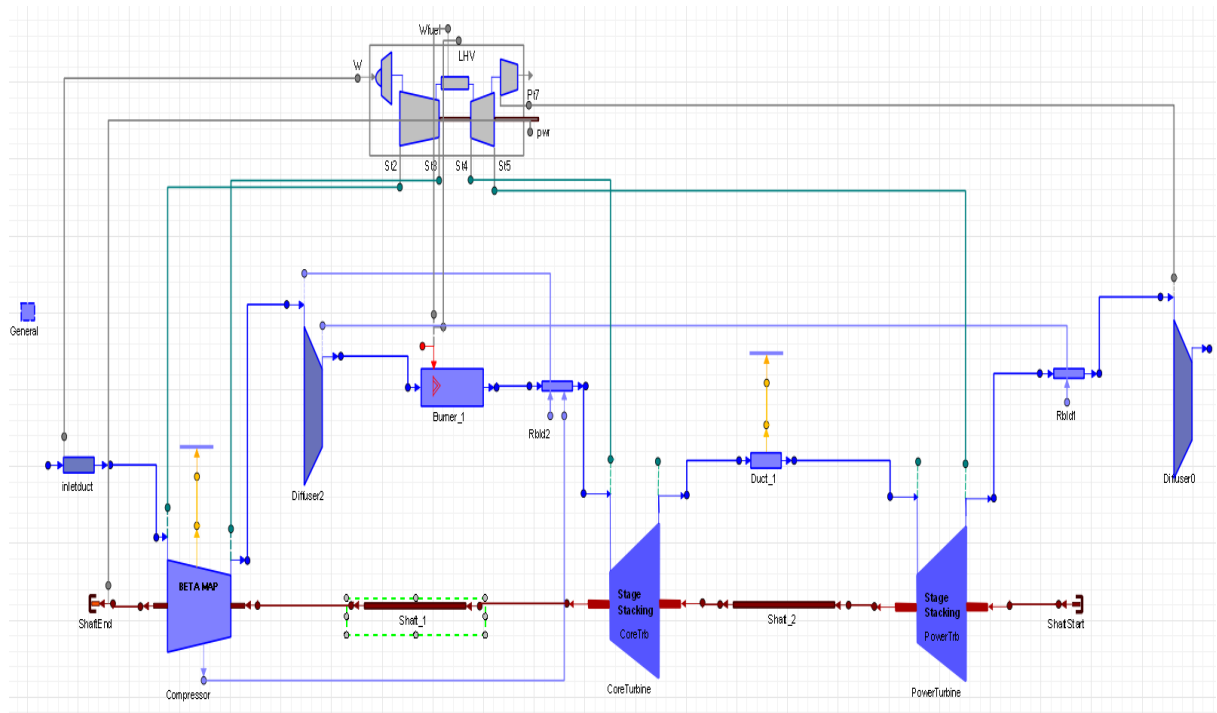 Wfuel
LHV
W
Pt7
pwr
St2 St3 St4 St5
General
Burner_1
Rbld2
Duct_1
Rbld1
inletduct
Diffuser2
Diffuser0
BETA MAP
Stage
Stacking
CoreTrb
Stage
Stacking
PowerTrb
ShaftEnd
Shaft_1
Shaft_2
ShaftStart
Compressor
CoreTurbine
PowerTurbine